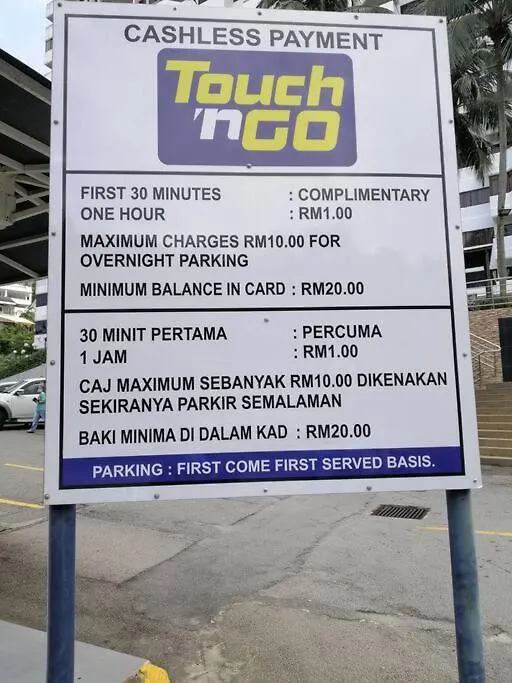 CASHLESS PAYMENT
Touch
'nGO
FIRST 30 MINUTES : COMPLIMENTARY
ONE HOUR : RM1.00
MAXIMUM CHARGES RM10.00 FOR
OVERNIGHT PARKING
MINIMUM BALANCE IN CARD : RM20.00
30 MINIT PERTAMA : PERCUMA
1 JAM : RM1.00
CAJ MAXIMUM SEBANYAK RM10.00 DIKENAKAN
SEKIRANYA PARKIR SEMALAMAN
BAKI MINIMA DI DALAM KAD : RM20.00
PARKING : FIRST COME FIRST SERVED BASIS.